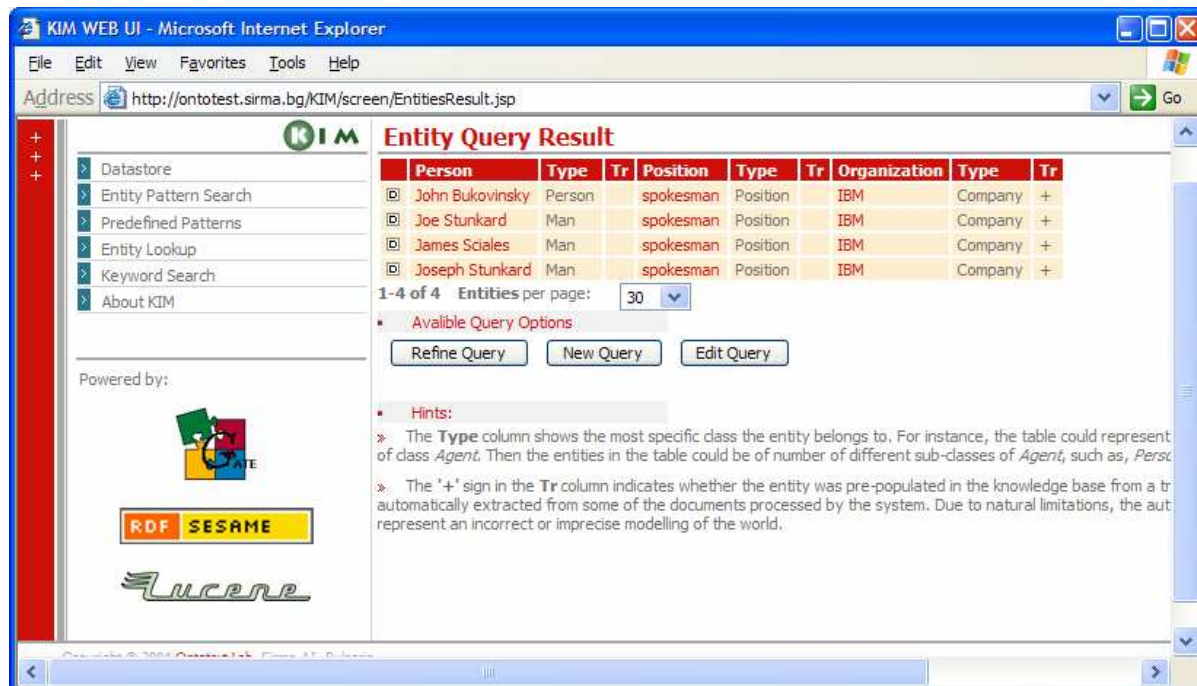 KIM WEB UI - Microsoft Internet Explorer
File Edit View Favorites Tools Help
Address http://ontotest.sirma.bg/KIM/screen/EntitiesResult.jsp Go
+
+
+
KIM
Datastore
Entity Pattern Search
Predefined Patterns
Entity Lookup
Keyword Search
About KIM
Powered by:
GATE
RDF SESAME
Lucene
Entity Query Result
Person Type Tr Position Type Tr Organization Type Tr
D John Bukovinsky Person spokesman Position IBM Company +
D Joe Stunkard Man spokesman Position IBM Company +
D James Sciales Man spokesman Position IBM Company +
D Joseph Stunkard Man spokesman Position IBM Company +
1-4 of 4 Entities per page: 30
Avalible Query Options
Refine Query New Query Edit Query
Hints:
» The Type column shows the most specific class the entity belongs to. For instance, the table could represent
of class Agent. Then the entities in the table could be of number of different sub-classes of Agent, such as, Perso
» The '+' sign in the Tr column indicates whether the entity was pre-populated in the knowledge base from a tr
automatically extracted from some of the documents processed by the system. Due to natural limitations, the aut
represent an incorrect or imprecise modelling of the world.